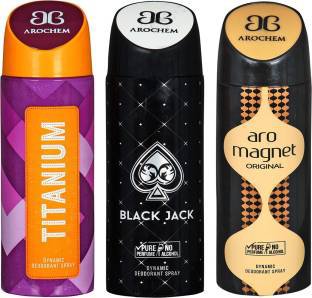 AROCHEM
TITANIUM
DYNAMIC
DEODORANT SPRAY
AROCHEM
BLACK JACK
PURE PERFUME
NO ALCOHOL
DYNAMIC
DEODORANT SPRAY
AROCHEM
aro
magnet
ORIGINAL
PURE PERFUME
NO ALCOHOL
DYNAMIC
DEODORANT SPRAY